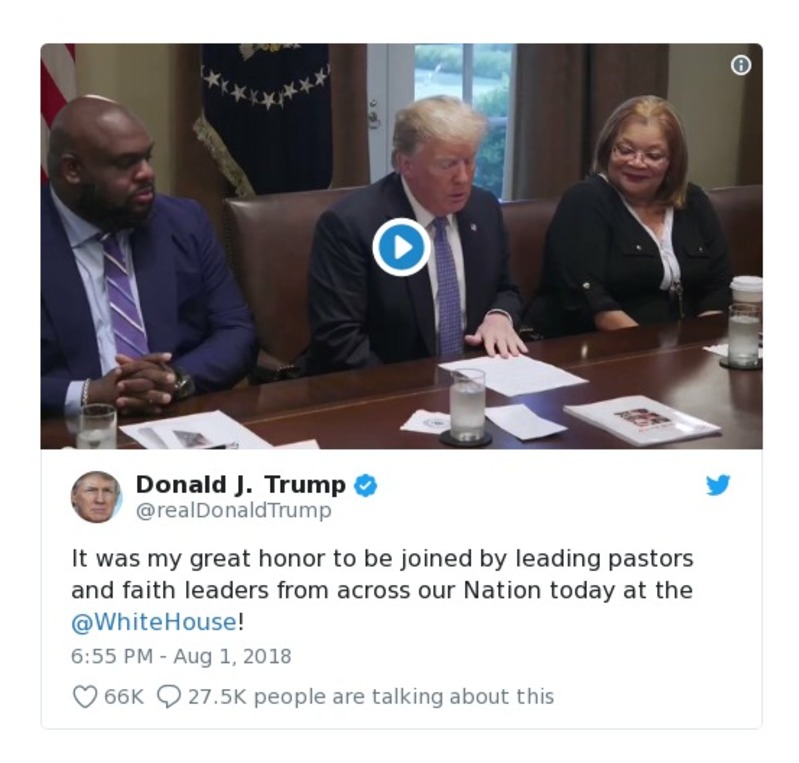 Donald J. Trump
@realDonaldTrump
It was my great honor to be joined by leading pastors
and faith leaders from across our Nation today at the
@WhiteHouse!
6:55 PM - Aug 1, 2018
66K 27.5K people are talking about this